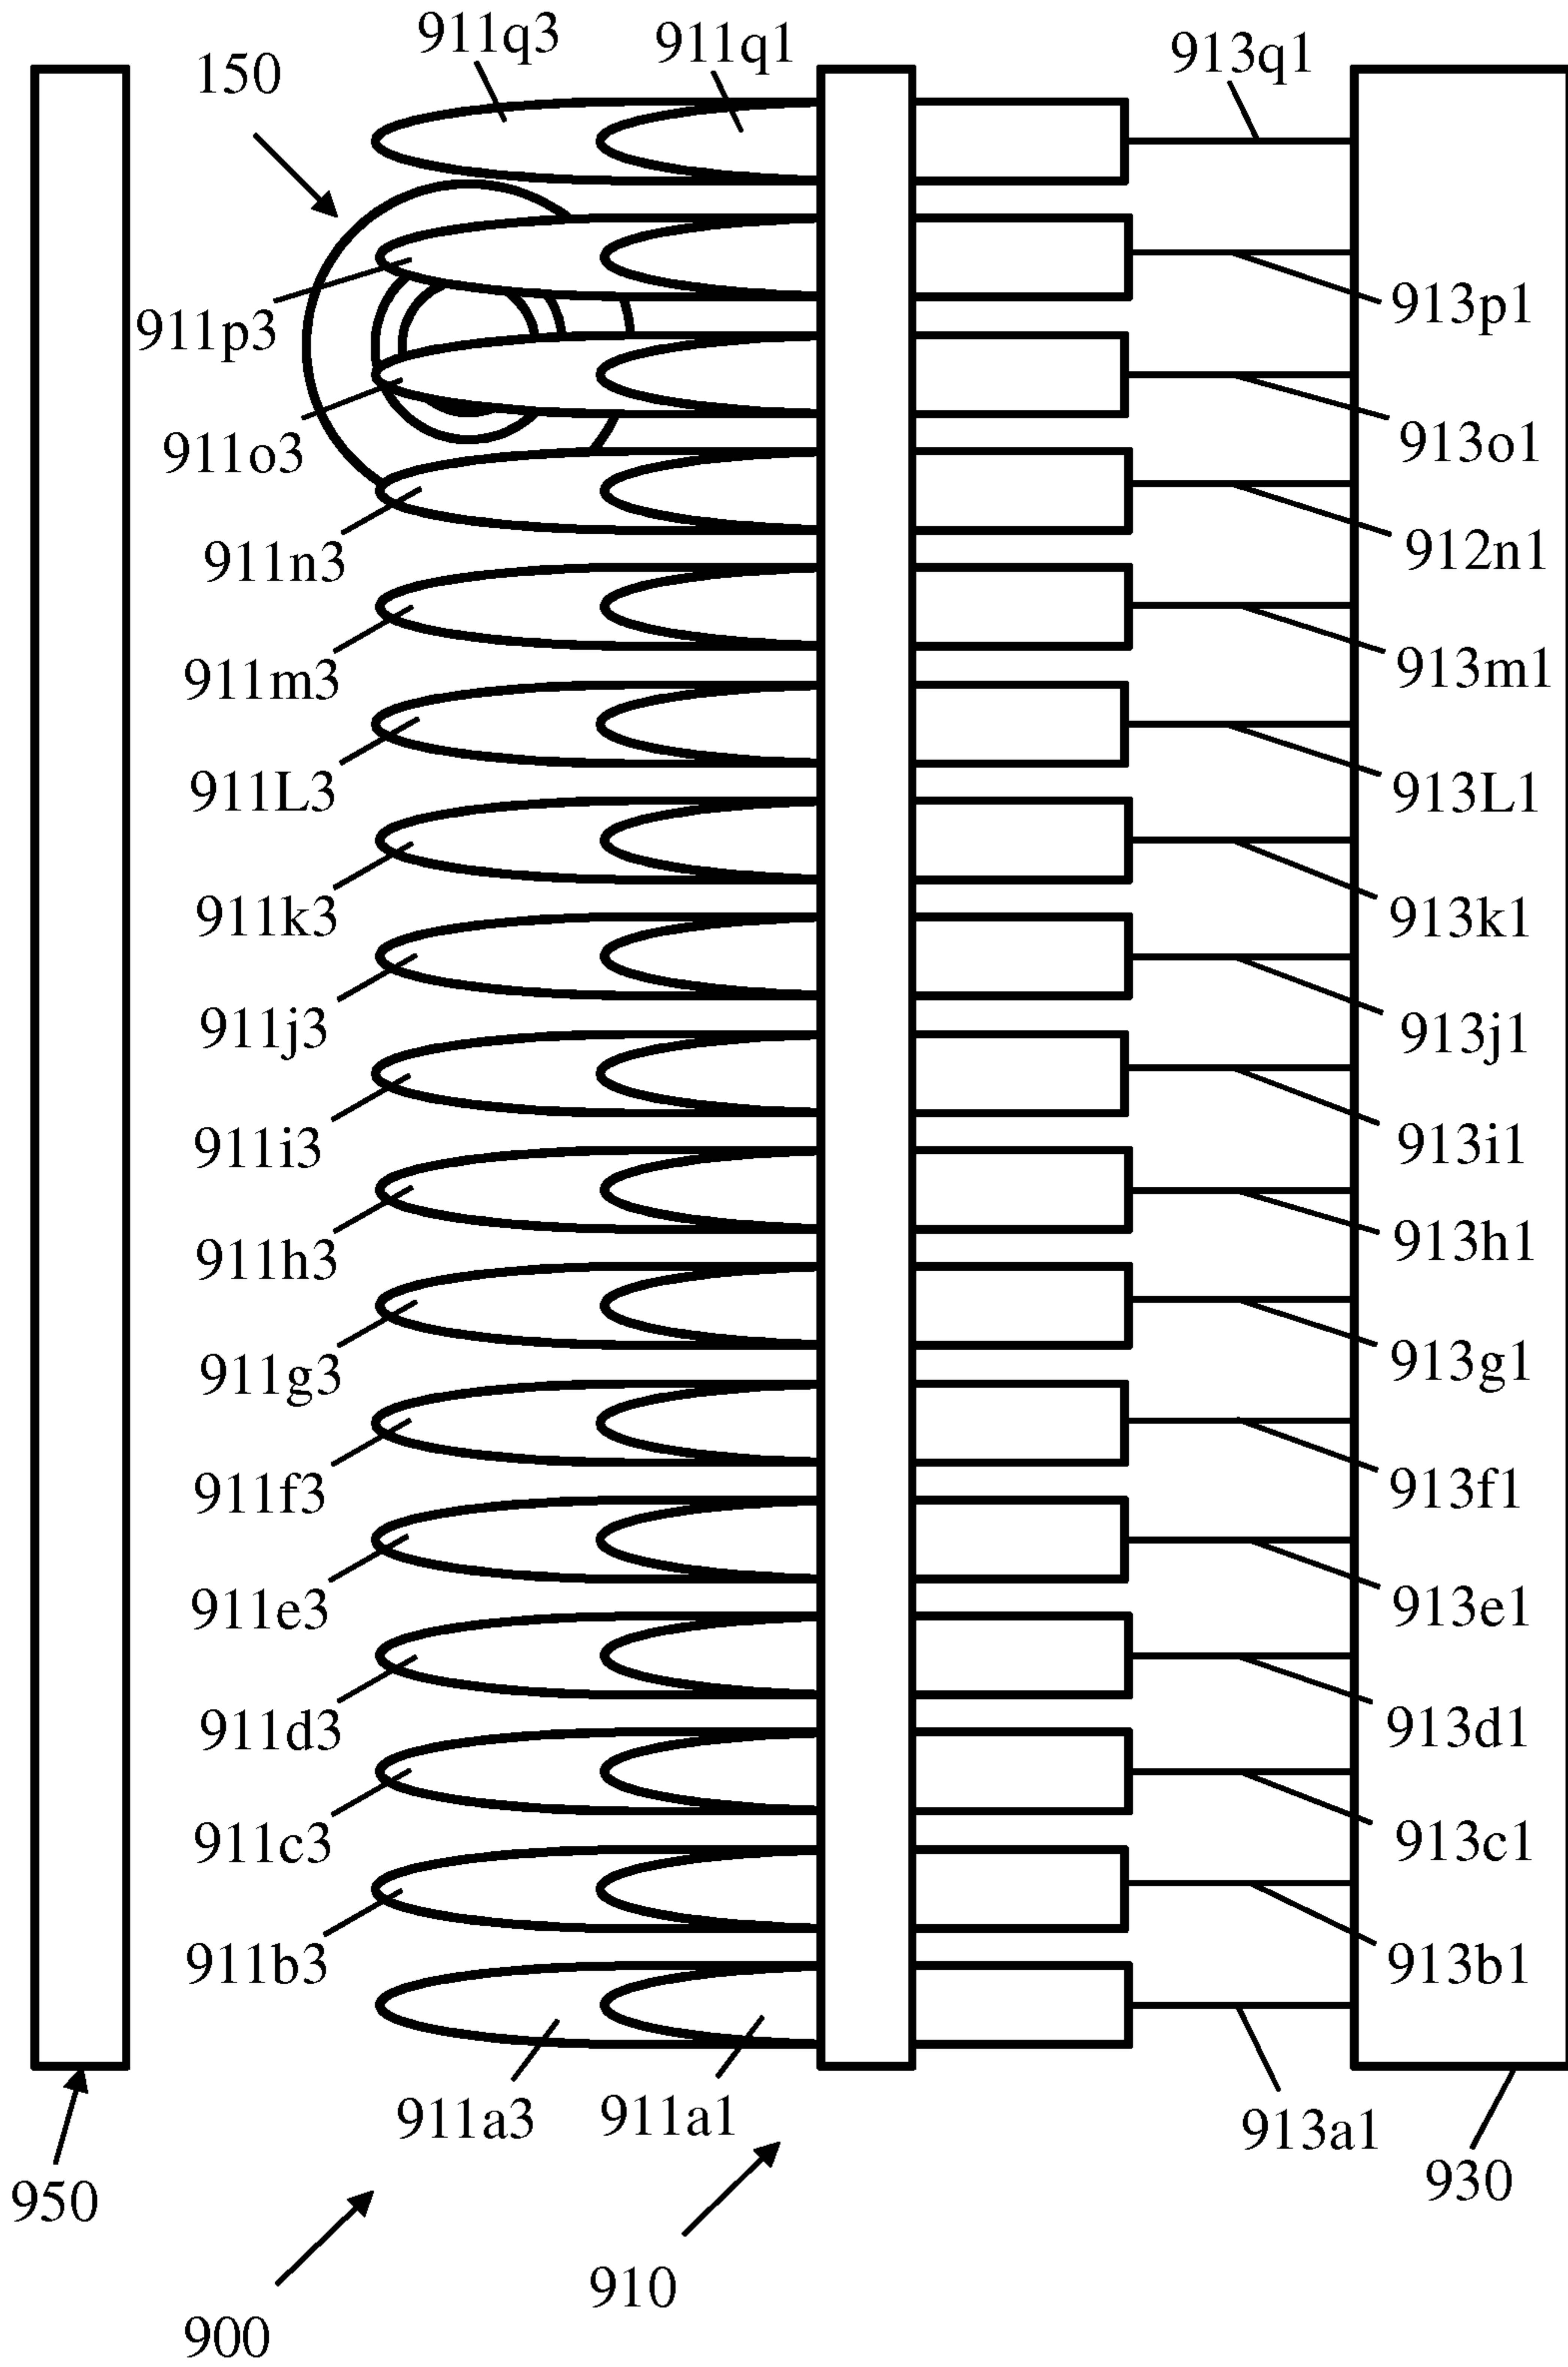 911q3
911q1
913q1
150
911p3
913p1
911o3
913o1
911n3
912n1
911m3
913m1
911L3
913L1
911k3
913k1
911j3
913j1
911i3
913i1
911h3
913h1
911g3
913g1
911f3
913f1
911e3
913e1
911d3
913d1
911c3
913c1
911b3
913b1
911a3
911a1
913a1
930
950
910
900